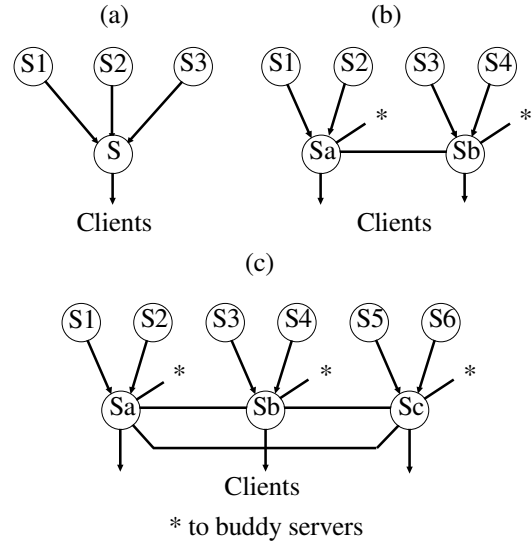 (a) (b)
S1 S2 S3 S1 S2 S3 S4
* *
S Sa Sb
Clients Clients
(c)
S1 S2 S3 S4 S5 S6
* * *
Sa Sb Sc
Clients
* to buddy servers